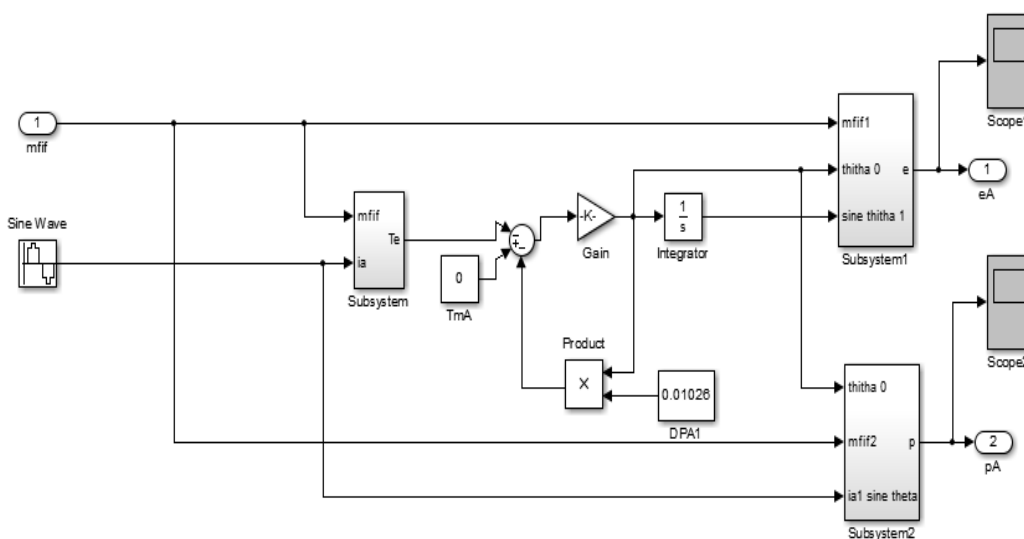 Scope
1
mfif
mfif1
thitha 0
e
sine thitha 1
Subsystem1
1
eA
Sine Wave
mfif
Te
ia
Subsystem
-K-
Gain
1
s
Integrator
0
TmA
Product
X
0.01026
DPA1
Scope2
thitha 0
mfif2
p
ia1 sine theta
Subsystem2
2
pA